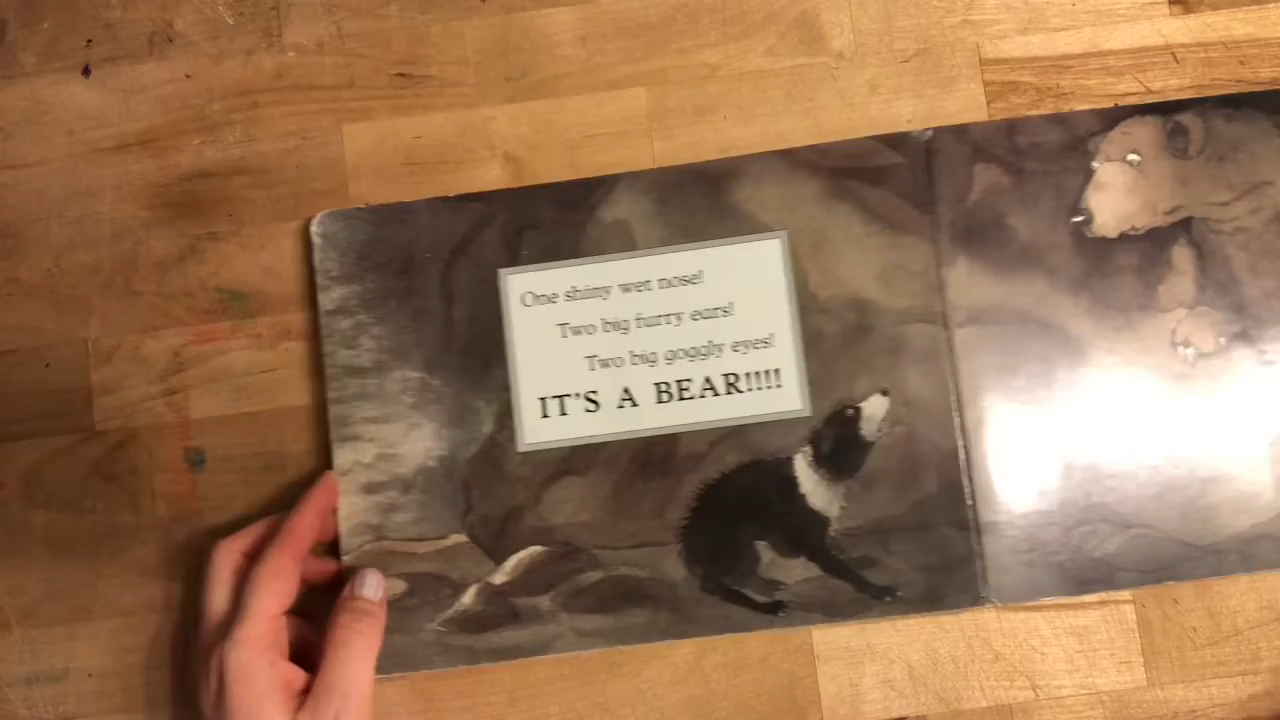 One shiny wet nose!
Two big furry ears!
Two big goggly eyes!
IT'S A BEAR!!!!